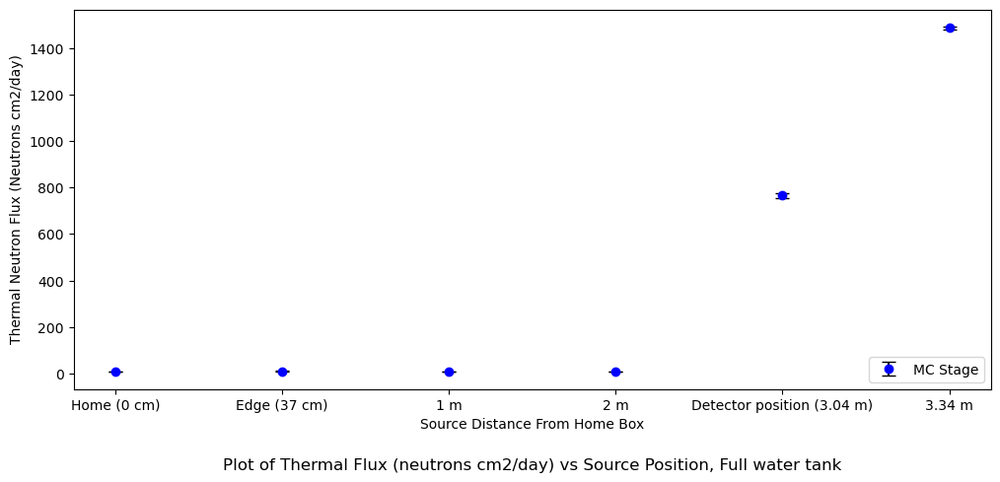 Thermal Neutron Flux (Neutrons cm2/day)
1400
1200
1000
800
600
400
200
0
MC Stage
Home (0 cm) Edge (37 cm) 1 m 2 m Detector position (3.04 m) 3.34 m
Source Distance From Home Box
Plot of Thermal Flux (neutrons cm2/day) vs Source Position, Full water tank